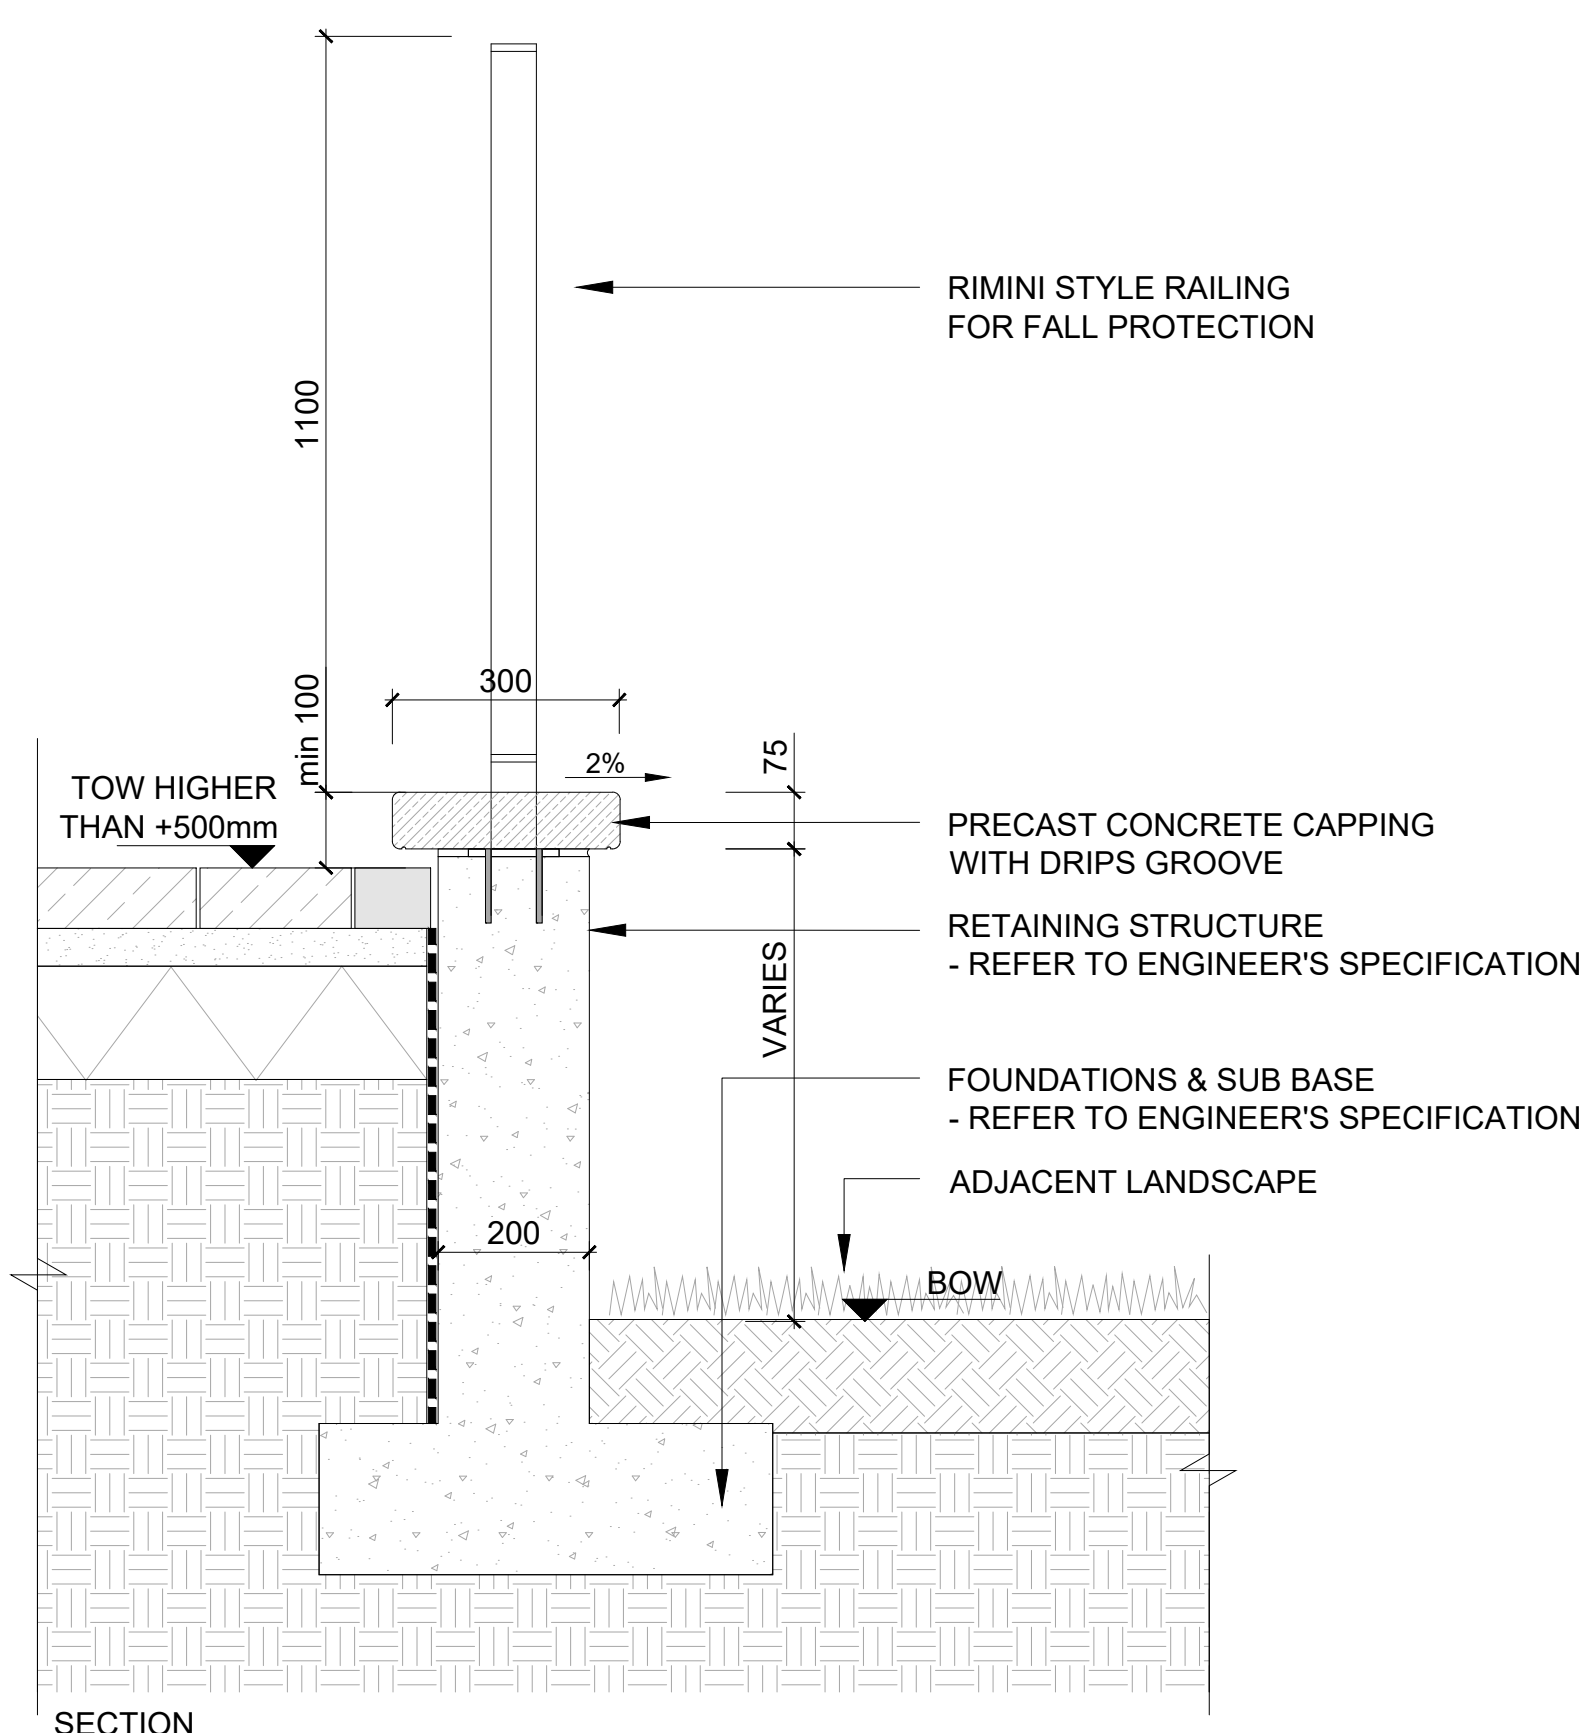 1100
RIMINI STYLE RAILING
FOR FALL PROTECTION
300
min 100
2%
75
TOW HIGHER
THAN +500mm
PRECAST CONCRETE CAPPING
WITH DRIPS GROOVE
RETAINING STRUCTURE
- REFER TO ENGINEER'S SPECIFICATION
VARIES
FOUNDATIONS & SUB BASE
- REFER TO ENGINEER'S SPECIFICATION
ADJACENT LANDSCAPE
200
BOW
SECTION